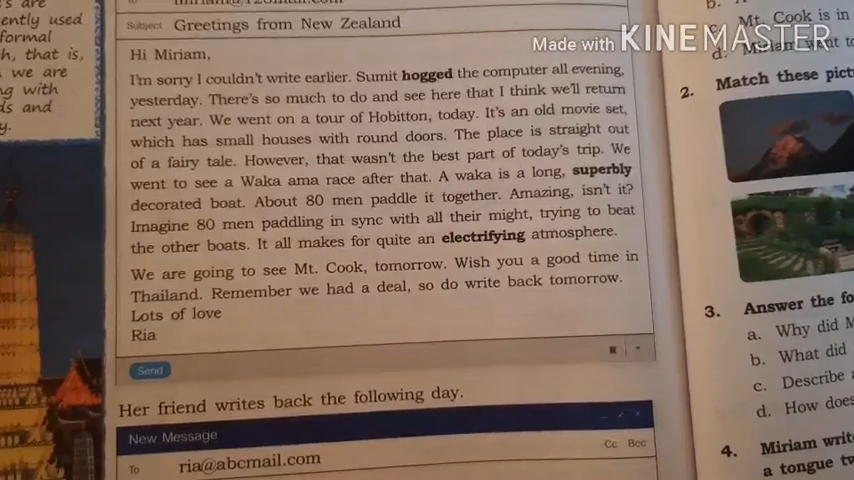 s are
ently used
formal
h, that is,
we are
g with
ds and
y.
To
Subject Greetings from New Zealand
Hi Miriam,
I'm sorry I couldn't write earlier. Sumit hogged the computer all evening,
yesterday. There's so much to do and see here that I think we'll return
next year. We went on a tour of Hobitton, today. It's an old movie set,
which has small houses with round doors. The place is straight out
of a fairy tale. However, that wasn't the best part of today's trip. We
went to see a Waka ama race after that. A waka is a long, superbly
decorated boat. About 80 men paddle it together. Amazing, isn't it?
Imagine 80 men paddling in sync with all their might, trying to beat
the other boats. It all makes for quite an electrifying atmosphere.
We are going to see Mt. Cook, tomorrow. Wish you a good time in
Thailand. Remember we had a deal, so do write back tomorrow.
Lots of love
Ria
Send
Her friend writes back the following day.
New Message
Cc Bcc
To ria@abcmail.com
Made with KINEMASTER
b.
c. Mt. Cook is in
d. Miriam went to
2. Match these pict
3. Answer the fo
a. Why did M
b. What did
c. Describe
d. How does
4. Miriam write
a tongue tw